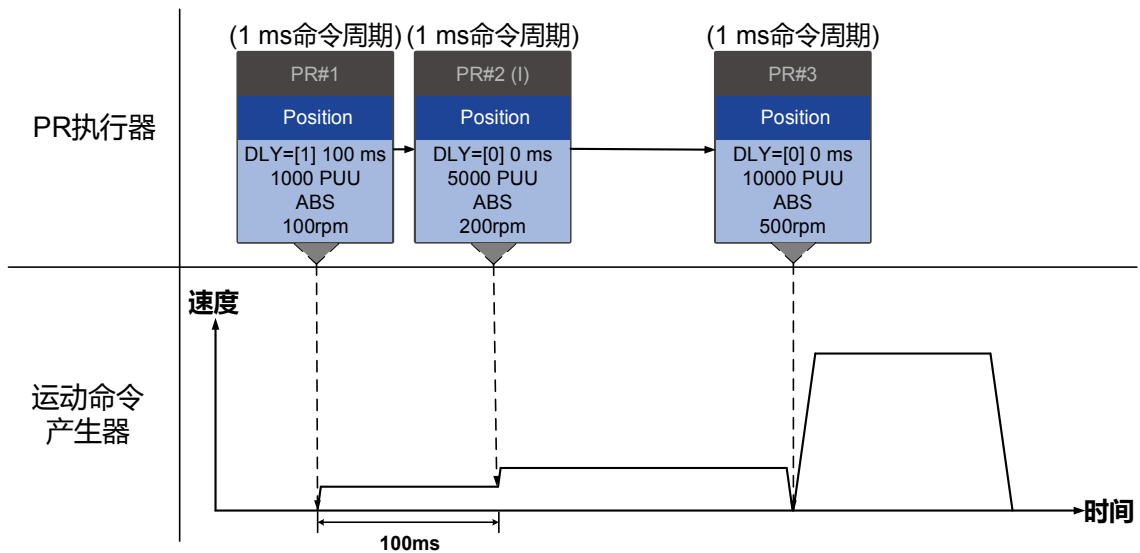 (1 ms命令周期) (1 ms命令周期) (1 ms命令周期)
PR#1 PR#2 (I) PR#3
PR执行器
Position Position Position
DLY=[1] 100 ms DLY=[0] 0 ms DLY=[0] 0 ms
1000 PUU 5000 PUU 10000 PUU
ABS ABS ABS
100rpm 200rpm 500rpm
速度
运动命令
产生器
时间
100ms